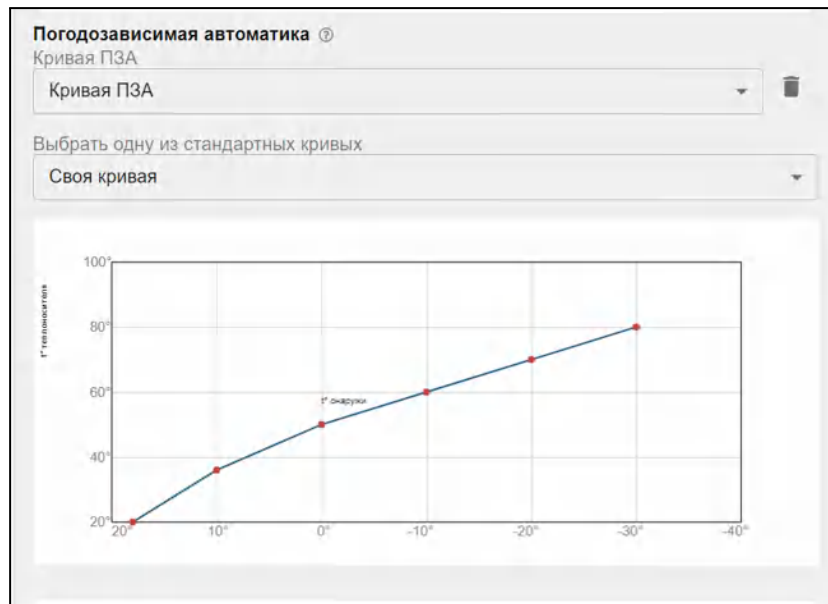 Погодозависимая автоматика ?
Кривая ПЗА
Кривая ПЗА
Выбрать одну из стандартных кривых
Своя кривая
t° теплоносителя
100°
80°
60°
40°
20°
t° снаружи
20° 10° 0° -10° -20° -30° -40°